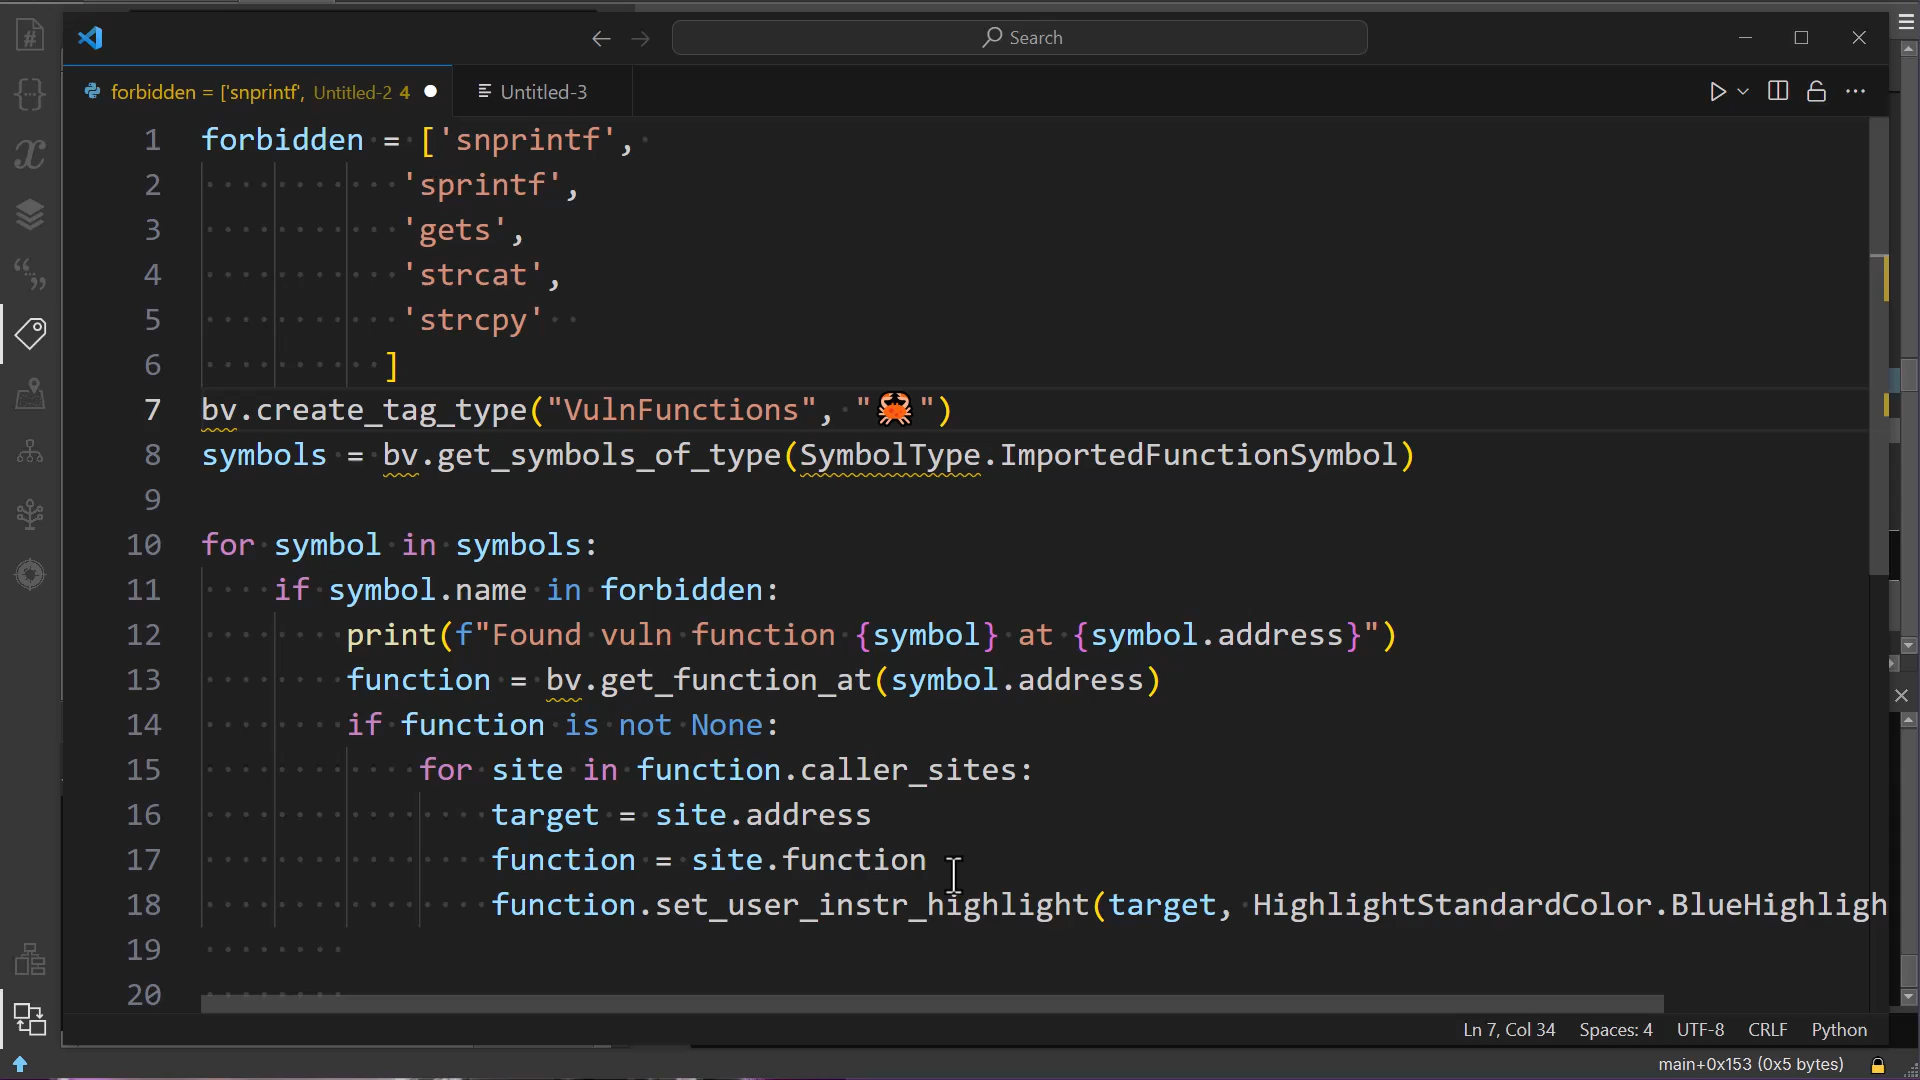 Search
forbidden = ['snprintf', Untitled-2 4
Untitled-3
1 forbidden = ['snprintf',
2 'sprintf',
3 'gets',
4 'strcat',
5 'strcpy'
6 ]
7 bv.create_tag_type("VulnFunctions", "🦀")
8 symbols = bv.get_symbols_of_type(SymbolType.ImportedFunctionSymbol)
9
10 for symbol in symbols:
11 if symbol.name in forbidden:
12 print(f"Found vuln function {symbol} at {symbol.address}")
13 function = bv.get_function_at(symbol.address)
14 if function is not None:
15 for site in function.caller_sites:
16 target = site.address
17 function = site.function
18 function.set_user_instr_highlight(target, HighlightStandardColor.BlueHighligh
19
20
Ln 7, Col 34 Spaces: 4 UTF-8 CRLF Python
main+0x153 (0x5 bytes)